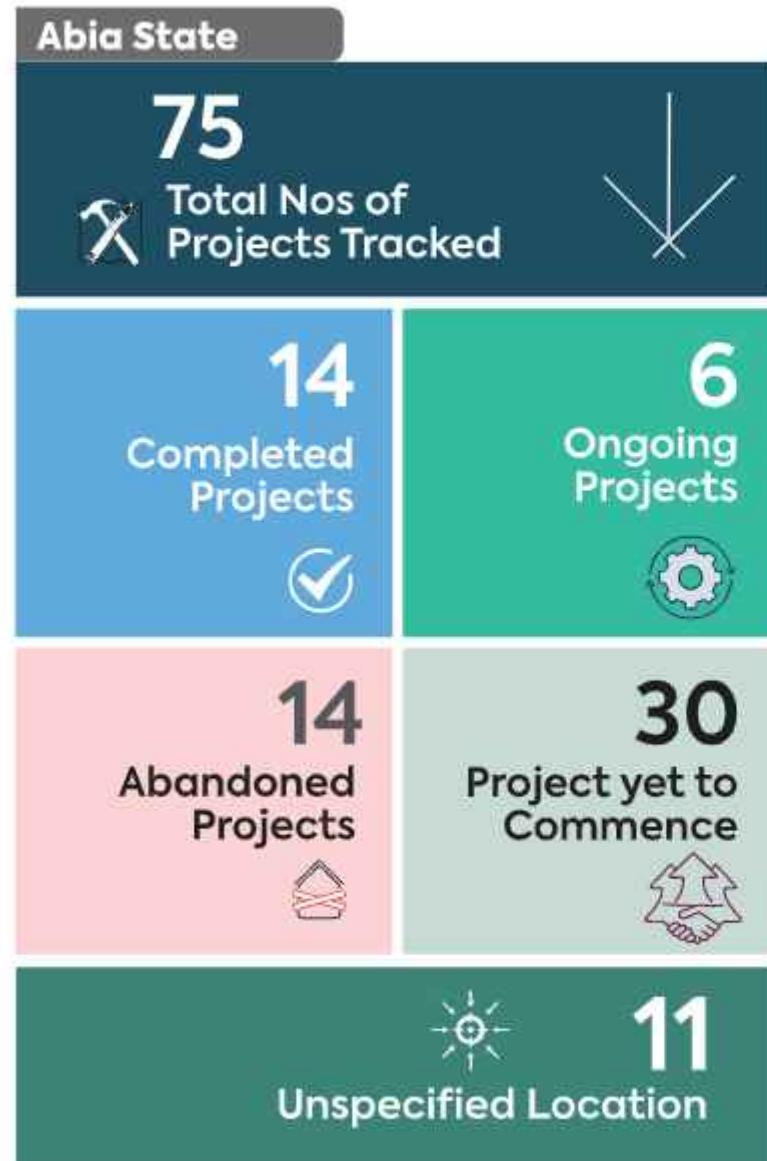 Abia State
75
Total Nos of
Projects Tracked
14
Completed
Projects
6
Ongoing
Projects
14
Abandoned
Projects
30
Project yet to
Commence
11
Unspecified Location